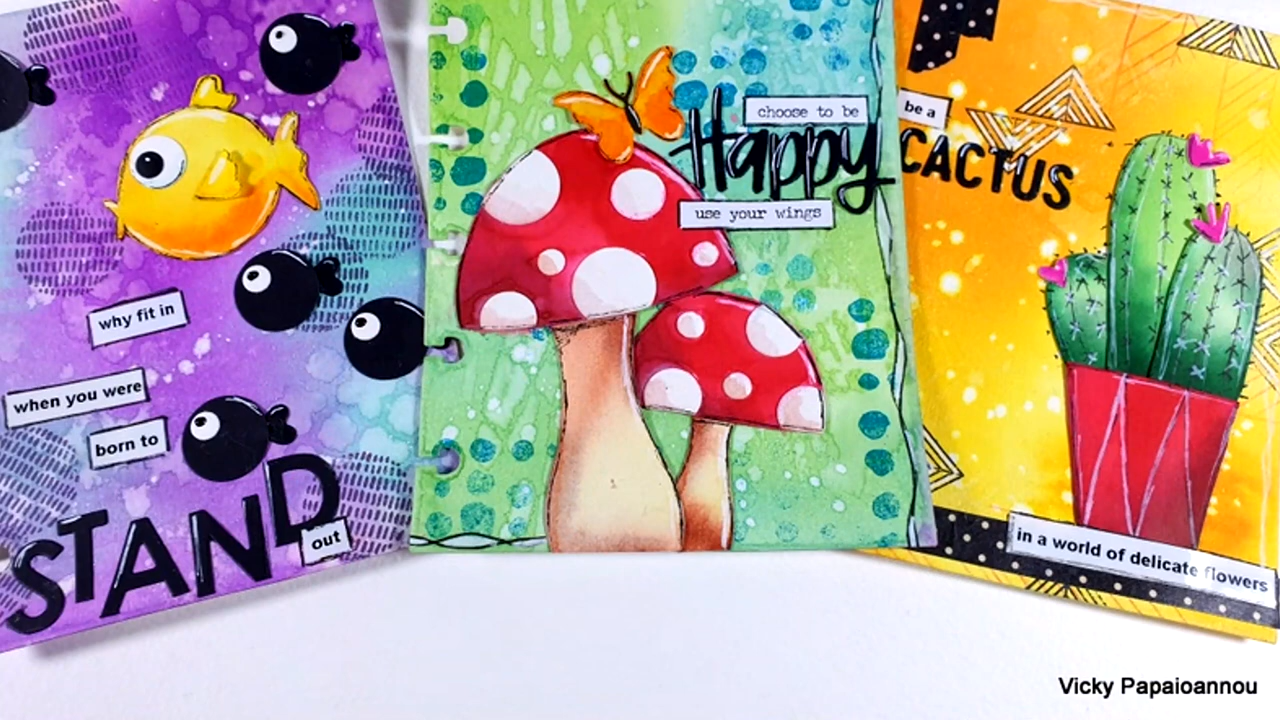 why fit in
when you were
born to
STAND
out
choose to be
Happy
use your wings
be a
CACTUS
in a world of delicate flowers
Vicky Papaioannou